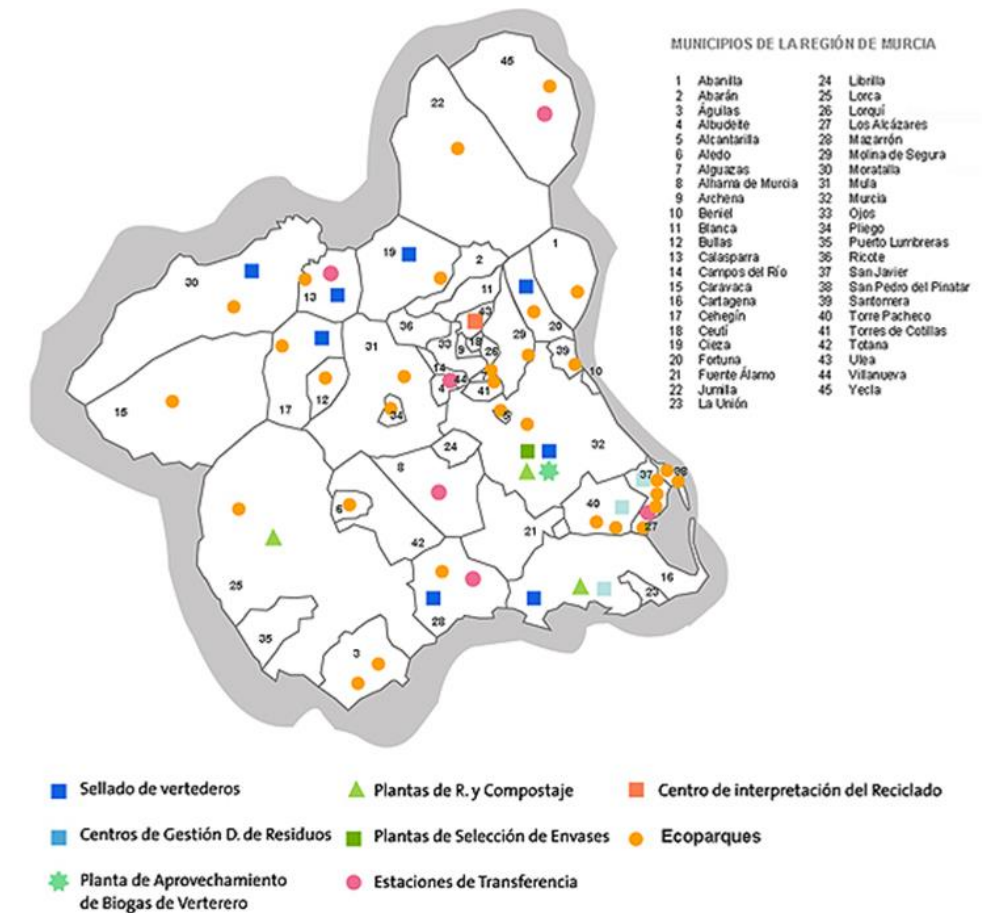 MUNICIPIOS DE LA REGIÓN DE MURCIA
1 Abanilla
2 Abarán
3 Águilas
4 Albudeite
5 Alcantarilla
6 Aledo
7 Alguazas
8 Alhama de Murcia
9 Archena
10 Beniel
11 Blanca
12 Bullas
13 Calasparra
14 Campos del Río
15 Caravaca
16 Cartagena
17 Cehegín
18 Ceutí
19 Cieza
20 Fortuna
21 Fuente Álamo
22 Jumilla
23 La Unión
24 Librilla
25 Lorca
26 Lorquí
27 Los Alcázares
28 Mazarrón
29 Molina de Segura
30 Moratalla
31 Mula
32 Murcia
33 Ojos
34 Pliego
35 Puerto Lumbreras
36 Ricote
37 San Javier
38 San Pedro del Pinatar
39 Santomera
40 Torre Pacheco
41 Torres de Cotillas
42 Totana
43 Ulea
44 Villanueva
45 Yecla
45
22
1
19
2
30
13
11
43
20
36
33
18
9
26
29
39
10
31
14
4
44
7
41
15
17
12
34
5
32
24
8
37
38
6
40
27
42
21
25
16
23
28
35
3
Sellado de vertederos
Plantas de R. y Compostaje
Centro de interpretación del Reciclado
Centros de Gestión D. de Residuos
Plantas de Selección de Envases
Ecoparques
Planta de Aprovechamiento
de Biogas de Verterero
Estaciones de Transferencia